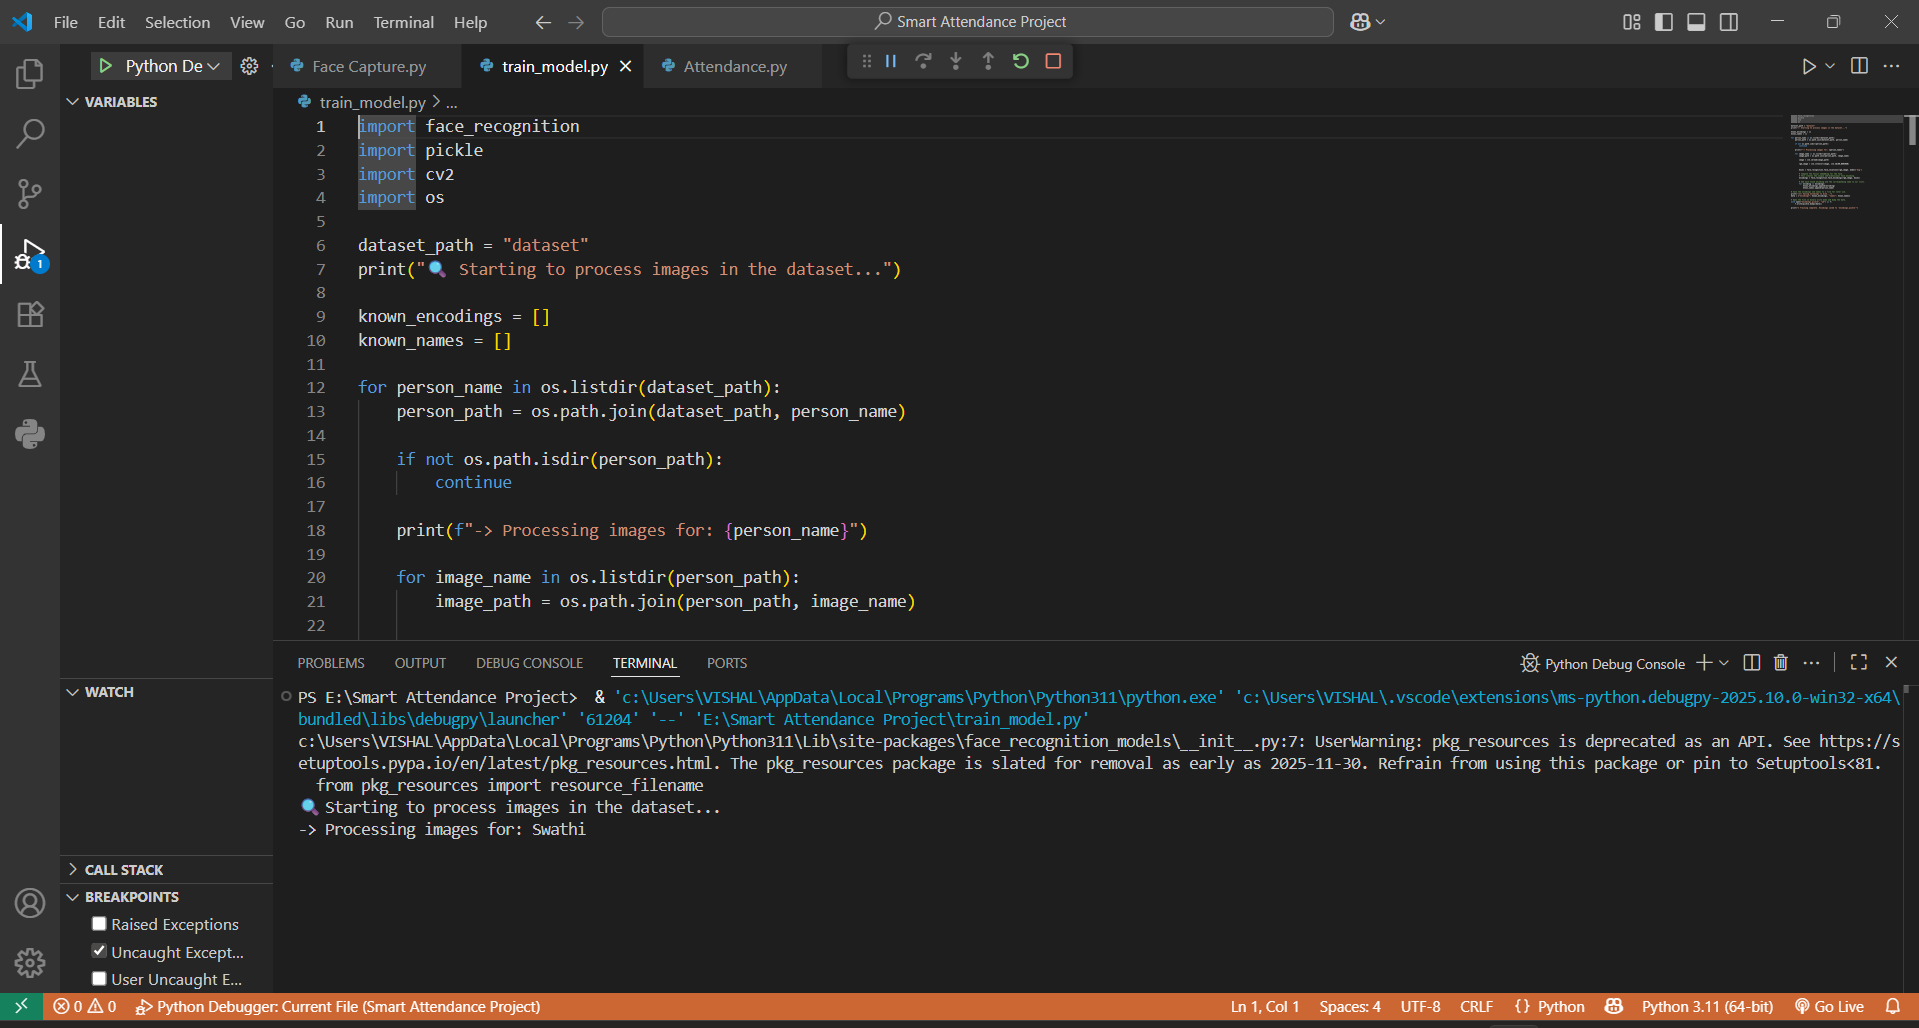 File Edit Selection View Go Run Terminal Help
Smart Attendance Project
Python De
Face Capture.py
train_model.py
Attendance.py
VARIABLES
train_model.py > ...
1 import face_recognition
2 import pickle
3 import cv2
4 import os
5
6 dataset_path = "dataset"
7 print("🔍 Starting to process images in the dataset...")
8
9 known_encodings = []
10 known_names = []
11
12 for person_name in os.listdir(dataset_path):
13 person_path = os.path.join(dataset_path, person_name)
14
15 if not os.path.isdir(person_path):
16 continue
17
18 print(f"-> Processing images for: {person_name}")
19
20 for image_name in os.listdir(person_path):
21 image_path = os.path.join(person_path, image_name)
22
1
WATCH
CALL STACK
BREAKPOINTS
Raised Exceptions
Uncaught Except...
User Uncaught E...
PROBLEMS OUTPUT DEBUG CONSOLE TERMINAL PORTS
Python Debug Console
PS E:\Smart Attendance Project> & 'c:\Users\VISHAL\AppData\Local\Programs\Python\Python311\python.exe' 'c:\Users\VISHAL\.vscode\extensions\ms-python.debugpy-2025.10.0-win32-x64\
bundled\libs\debugpy\launcher' '61204' '--' 'E:\Smart Attendance Project\train_model.py'
c:\Users\VISHAL\AppData\Local\Programs\Python\Python311\Lib\site-packages\face_recognition_models\__init__.py:7: UserWarning: pkg_resources is deprecated as an API. See https://s
etuptools.pypa.io/en/latest/pkg_resources.html. The pkg_resources package is slated for removal as early as 2025-11-30. Refrain from using this package or pin to Setuptools<81.
from pkg_resources import resource_filename
🔍 Starting to process images in the dataset...
-> Processing images for: Swathi
0 0 Python Debugger: Current File (Smart Attendance Project)
Ln 1, Col 1 Spaces: 4 UTF-8 CRLF {} Python Python 3.11 (64-bit) Go Live